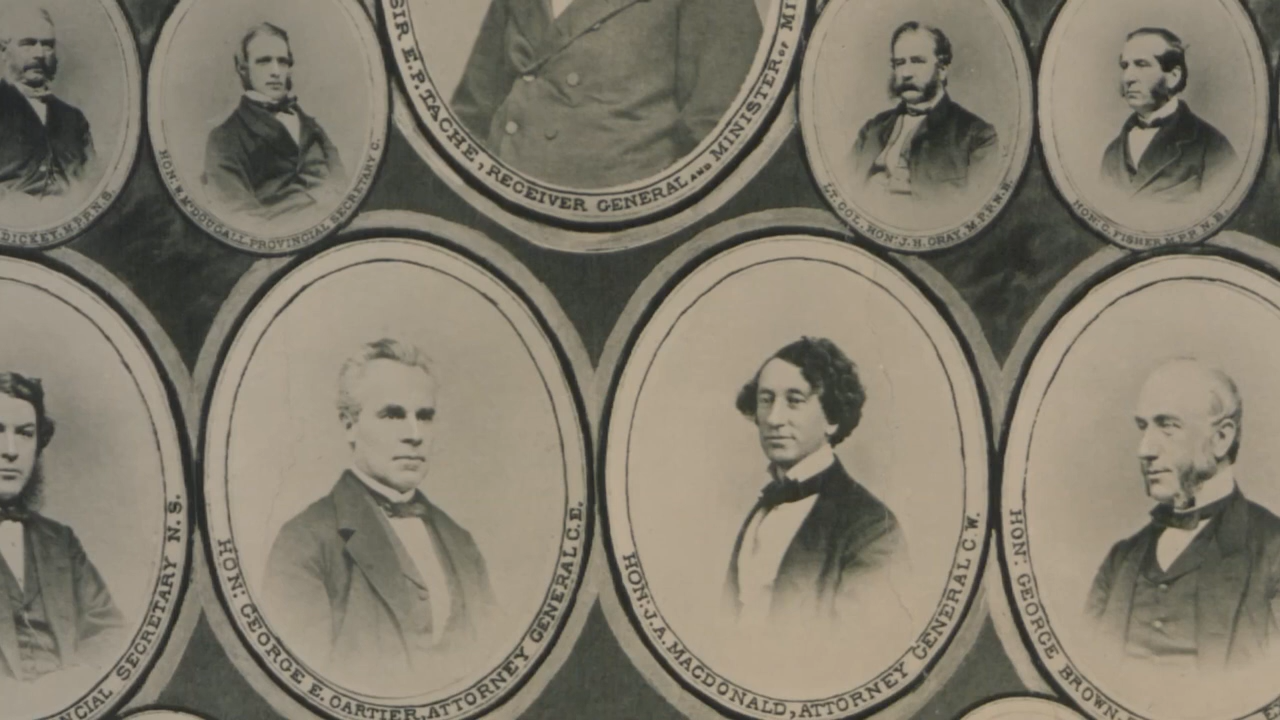 DICKEY, M.P.P. N.S.
HON: W. McDOUGALL PROVINCIAL SECRETARY C.
SIR E.P. TACHE, RECEIVER GENERAL AND MINISTER OF MI
LT. COL. HON: J.H. GRAY, M.P.P. N.B.
HON: C. FISHER M.P.P. N.B.
NCIAL SECRETARY N.S.
HON: GEORGE E. CARTIER, ATTORNEY GENERAL C.E.
HON: J.A. MACDONALD, ATTORNEY GENERAL C.W.
HON: GEORGE BROWN,